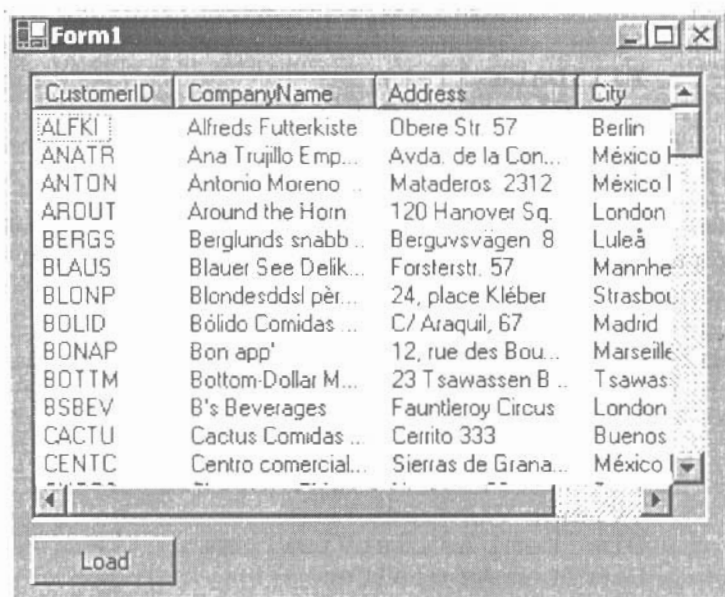 Form1
CustomerID CompanyName Address City
ALFKI Alfreds Futterkiste Obere Str. 57 Berlin
ANATR Ana Trujillo Emp... Avda. de la Con... México
ANTON Antonio Moreno ... Mataderos 2312 México
AROUT Around the Horn 120 Hanover Sq. London
BERGS Berglunds snabb... Berguvsvägen 8 Luleå
BLAUS Blauer See Delik... Forsterstr. 57 Mannhe
BLONP Blondesddsl pèr... 24, place Kléber Strasbou
BOLID Bólido Comidas ... C/ Araquil, 67 Madrid
BONAP Bon app' 12, rue des Bou... Marseille
BOTTM Bottom-Dollar M... 23 Tsawassen B... Tsawas
BSBEV B's Beverages Fauntleroy Circus London
CACTU Cactus Comidas ... Cerrito 333 Buenos
CENTC Centro comercial... Sierras de Grana... México
Load